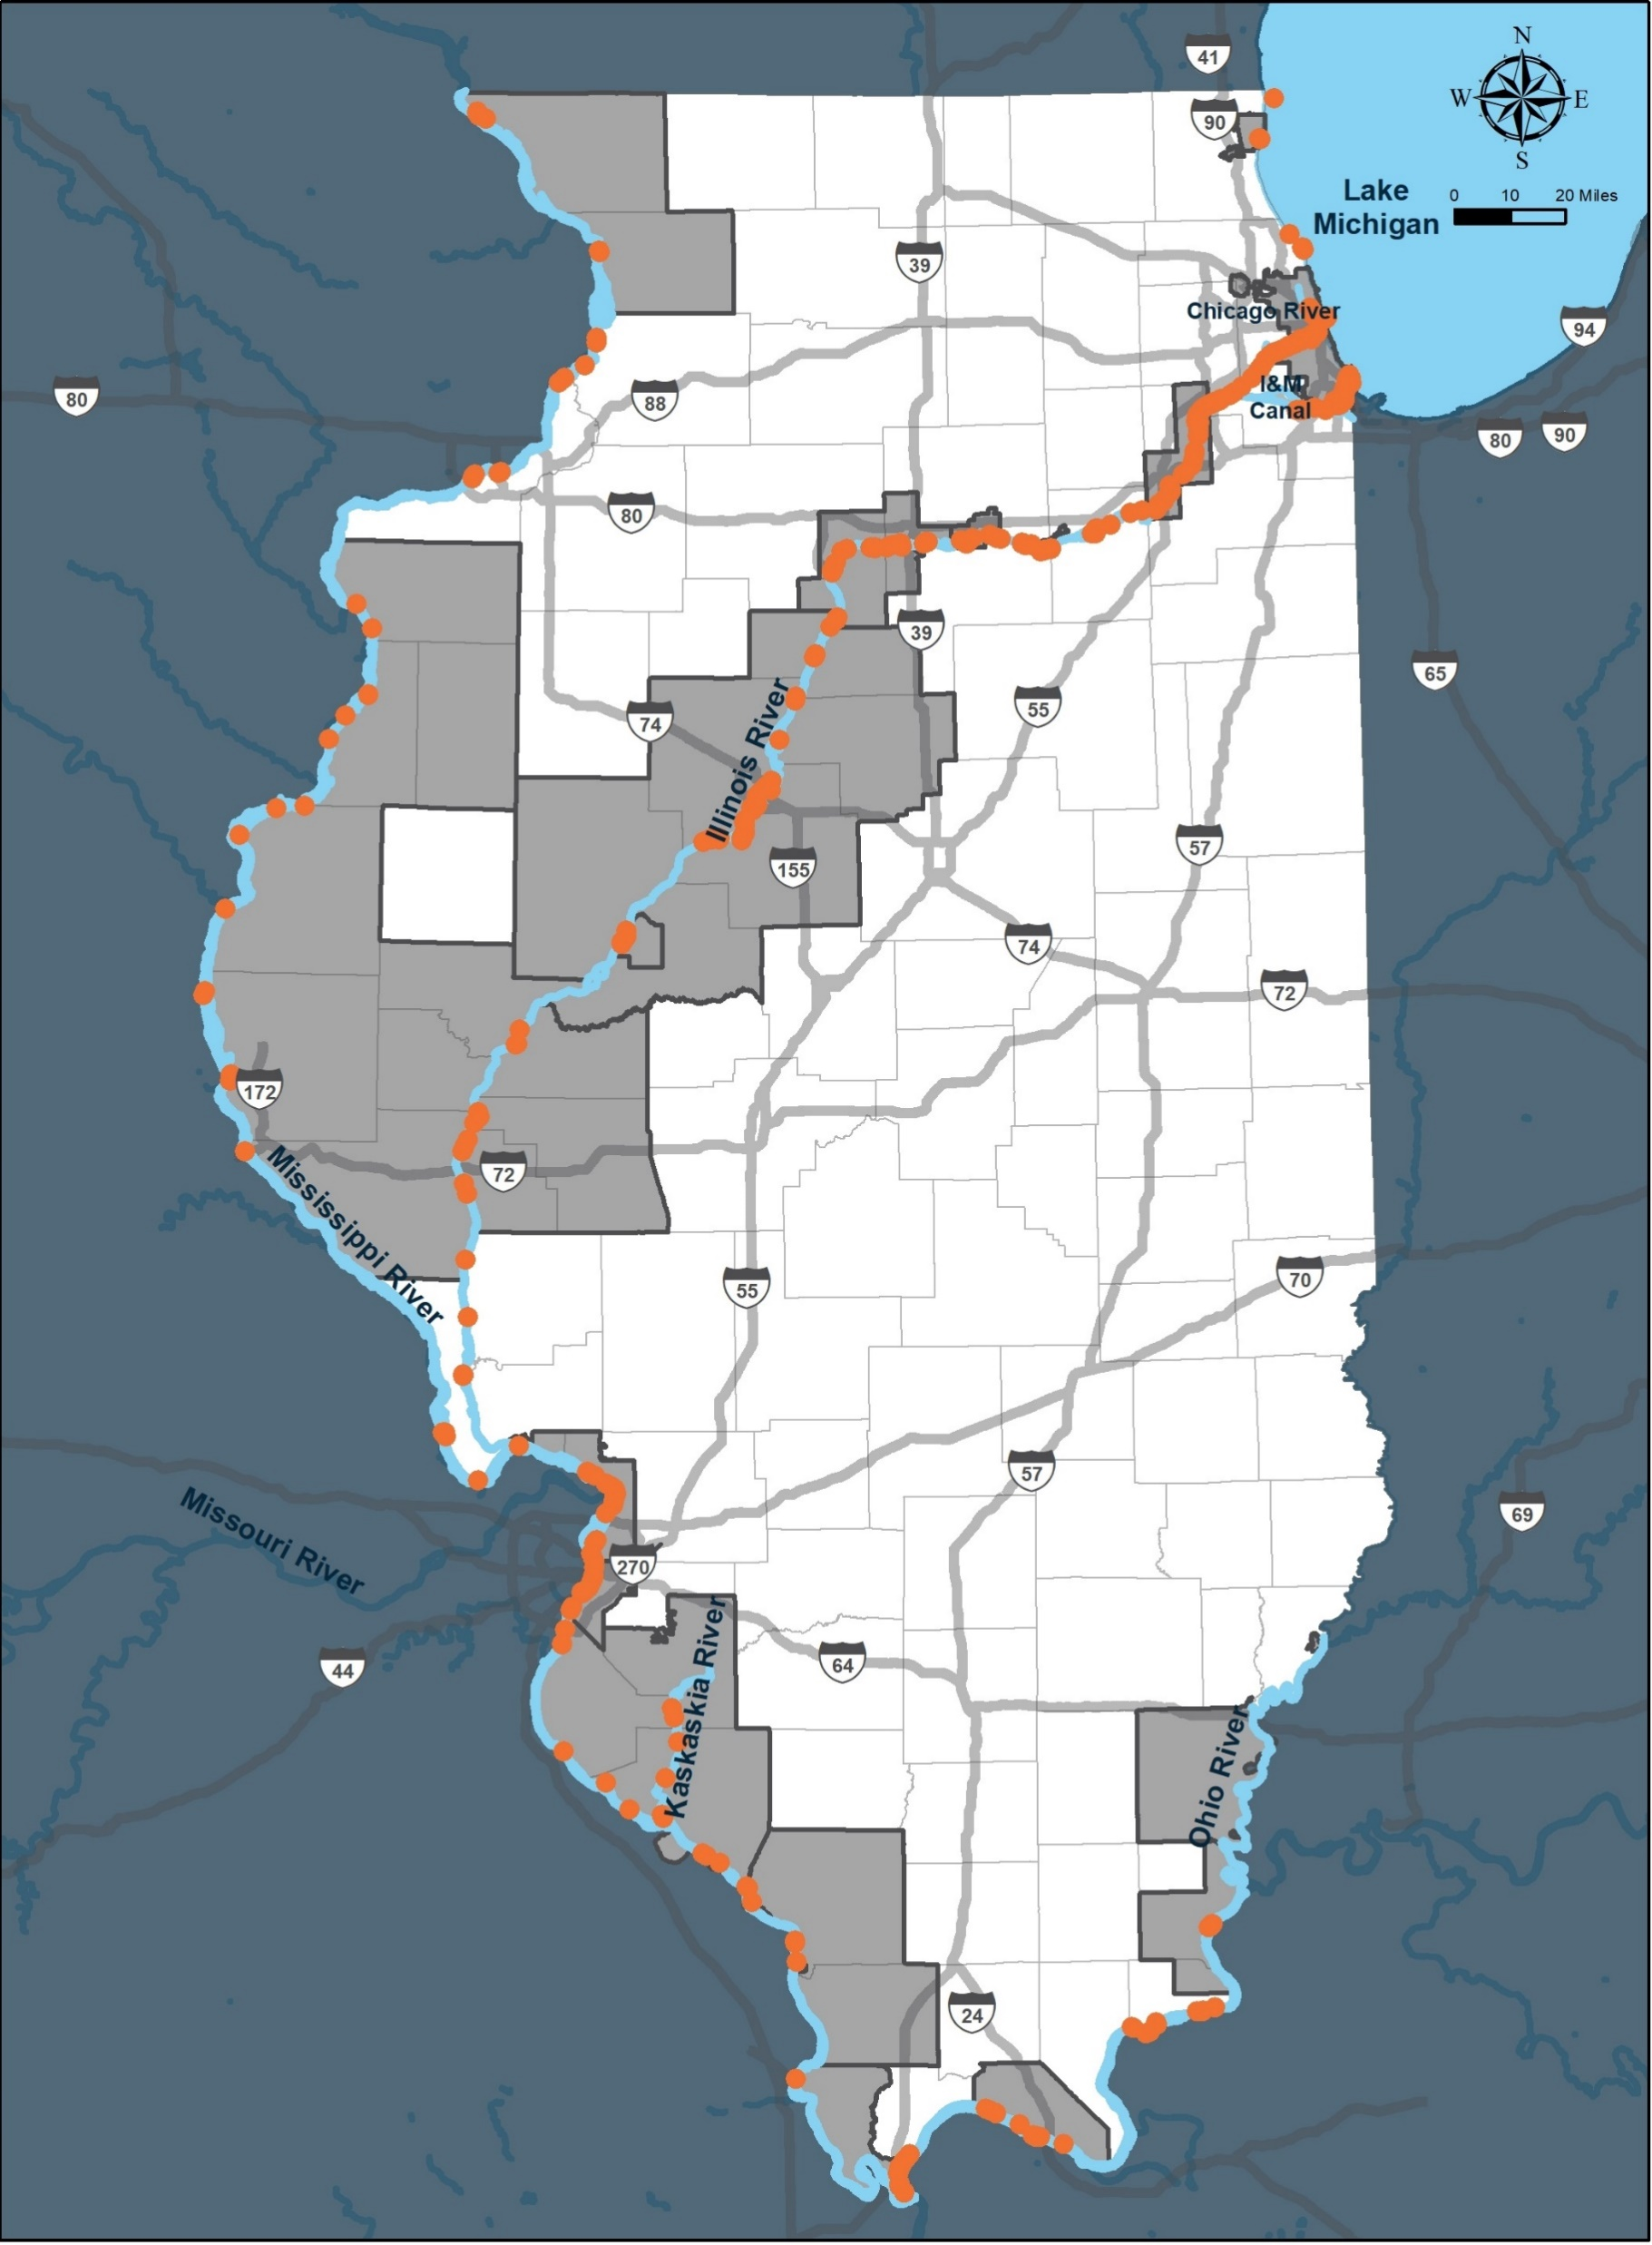 41
N
90
W E
S
Lake
Michigan
0 10 20 Miles
39
Chicago River
94
80
88
I&M
Canal
80
90
80
39
65
55
74
Illinois River
57
155
74
72
172
72
Mississippi River
70
55
57
69
Missouri River
270
44
64
Kaskaskia River
Ohio River
24